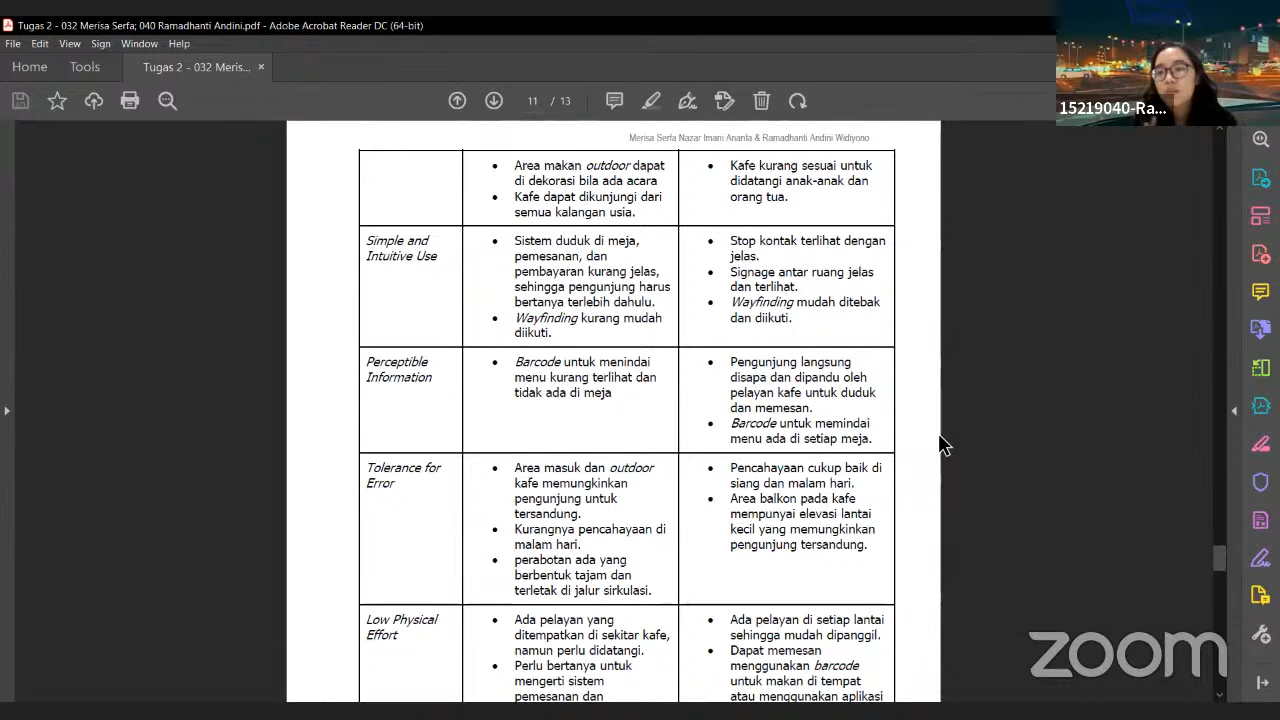 Tugas 2 - 032 Merisa Serfa; 040 Ramadhanti Andini.pdf - Adobe Acrobat Reader DC (64-bit)
File Edit View Sign Window Help
Home Tools Tugas 2 - 032 Meris... ×
11 / 13
15219040-Ra...
Merisa Serfa Nazar Imani Ananta & Ramadhanti Andini Widiyono
• Area makan outdoor dapat
di dekorasi bila ada acara
• Kafe dapat dikunjungi dari
semua kalangan usia.
• Kafe kurang sesuai untuk
didatangi anak-anak dan
orang tua.
Simple and
Intuitive Use
• Sistem duduk di meja,
pemesanan, dan
pembayaran kurang jelas,
sehingga pengunjung harus
bertanya terlebih dahulu.
• Wayfinding kurang mudah
diikuti.
• Stop kontak terlihat dengan
jelas.
• Signage antar ruang jelas
dan terlihat.
• Wayfinding mudah ditebak
dan diikuti.
Perceptible
Information
• Barcode untuk menindai
menu kurang terlihat dan
tidak ada di meja
• Pengunjung langsung
disapa dan dipandu oleh
pelayan kafe untuk duduk
dan memesan.
• Barcode untuk memindai
menu ada di setiap meja.
Tolerance for
Error
• Area masuk dan outdoor
kafe memungkinkan
pengunjung untuk
tersandung.
• Kurangnya pencahayaan di
malam hari.
• perabotan ada yang
berbentuk tajam dan
terletak di jalur sirkulasi.
• Pencahayaan cukup baik di
siang dan malam hari.
• Area balkon pada kafe
mempunyai elevasi lantai
kecil yang memungkinkan
pengunjung tersandung.
Low Physical
Effort
• Ada pelayan yang
ditempatkan di sekitar kafe,
namun perlu didatangi.
• Perlu bertanya untuk
mengerti sistem
pemesanan dan
• Ada pelayan di setiap lantai
sehingga mudah dipanggil.
• Dapat memesan
menggunakan barcode
untuk makan di tempat
atau menggunakan aplikasi
zoom